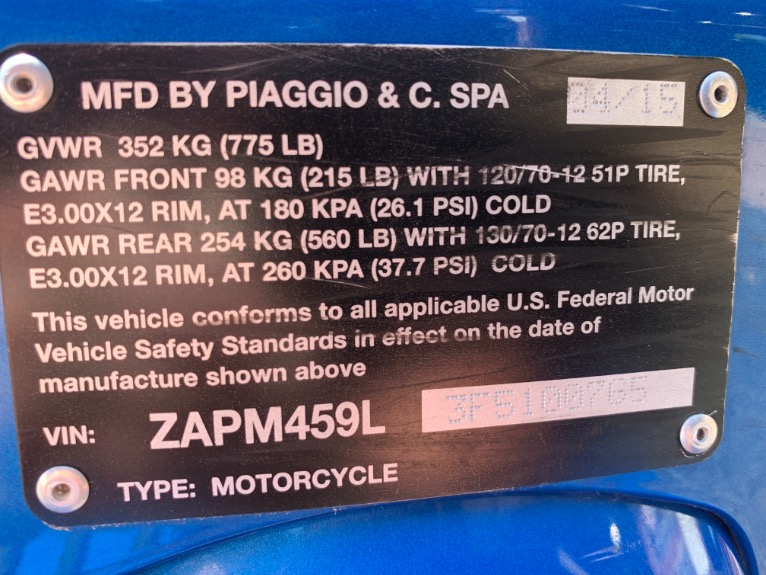 MFD BY PIAGGIO & C. SPA 04/15
GVWR 352 KG (775 LB)
GAWR FRONT 98 KG (215 LB) WITH 120/70-12 51P TIRE,
E3.00X12 RIM, AT 180 KPA (26.1 PSI) COLD
GAWR REAR 254 KG (560 LB) WITH 130/70-12 62P TIRE,
E3.00X12 RIM, AT 260 KPA (37.7 PSI) COLD
This vehicle conforms to all applicable U.S. Federal Motor
Vehicle Safety Standards in effect on the date of
manufacture shown above
VIN: ZAPM459L 3F5100765
TYPE: MOTORCYCLE